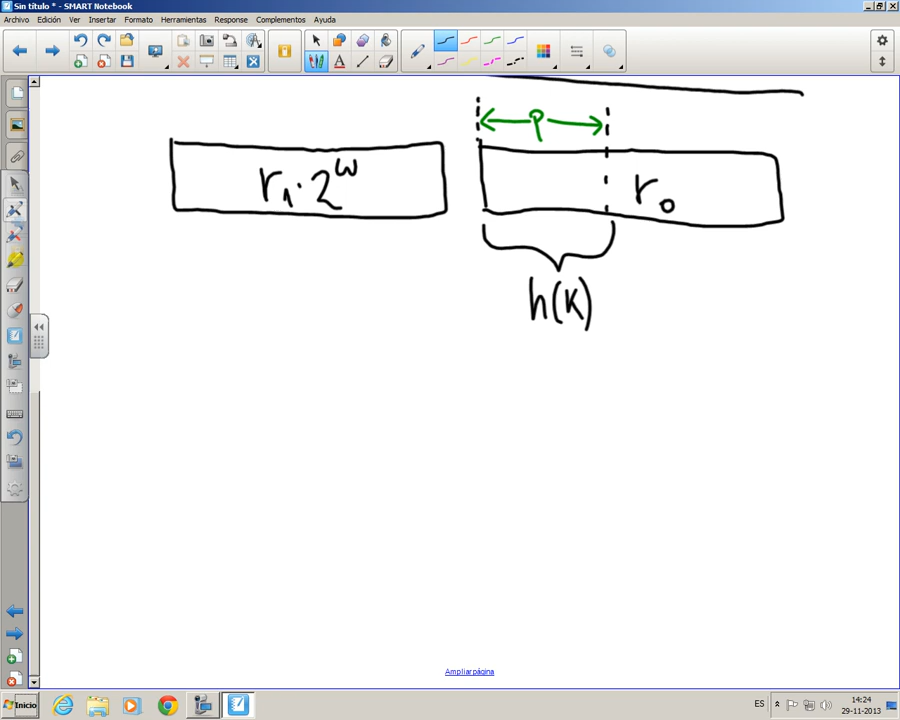 Sin título * - SMART Notebook
Archivo Edición Ver Insertar Formato Herramientas Response Complementos Ayuda
p
r₁·2^w
r₀
h(k)
Ampliar página
Inicio
ES
14:24
29-11-2013